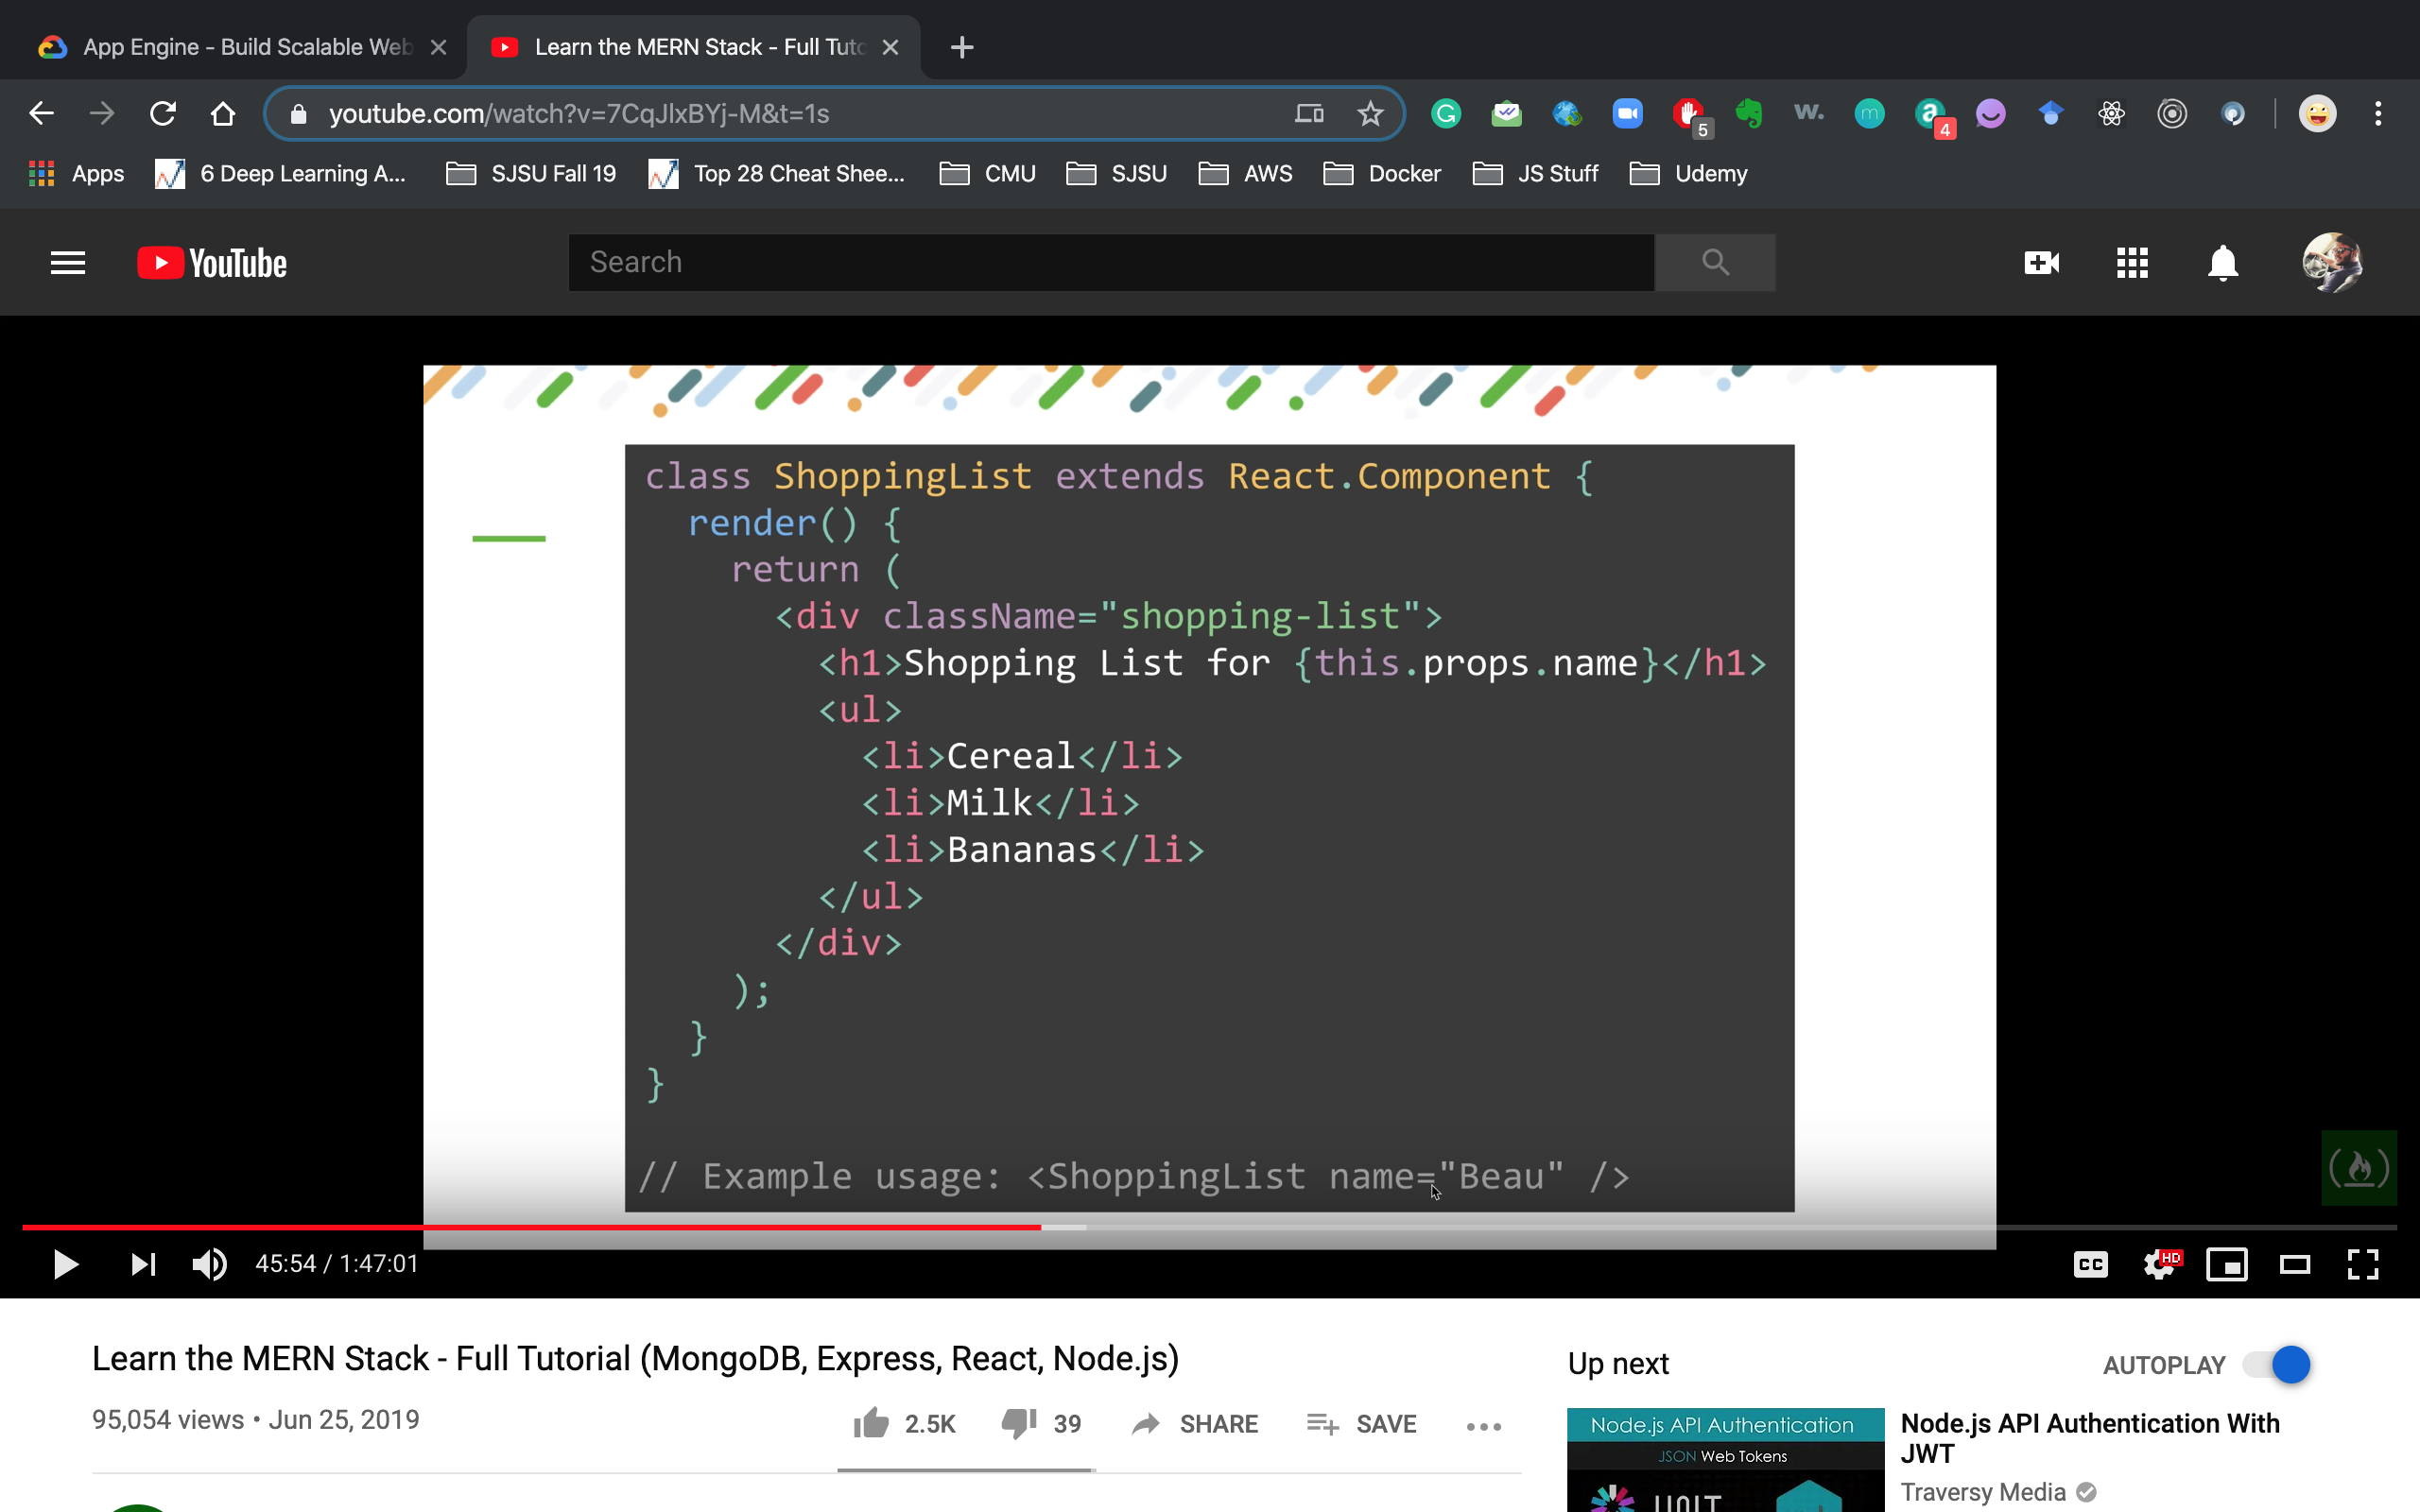 App Engine - Build Scalable Web
Learn the MERN Stack - Full Tuto
youtube.com/watch?v=7CqJlxBYj-M&t=1s
5
w.
m
a
4
Apps
6 Deep Learning A...
SJSU Fall 19
Top 28 Cheat Shee...
CMU
SJSU
AWS
Docker
JS Stuff
Udemy
YouTube
Search
class ShoppingList extends React.Component {
render() {
return (
<div className="shopping-list">
<h1>Shopping List for {this.props.name}</h1>
<ul>
<li>Cereal</li>
<li>Milk</li>
<li>Bananas</li>
</ul>
</div>
);
}
}
// Example usage: <ShoppingList name="Beau" />
45:54 / 1:47:01
CC
HD
Learn the MERN Stack - Full Tutorial (MongoDB, Express, React, Node.js)
95,054 views • Jun 25, 2019
2.5K
39
SHARE
SAVE
Up next
AUTOPLAY
Node.js API Authentication
JSON Web Tokens
Node.js API Authentication With
JWT
Traversy Media